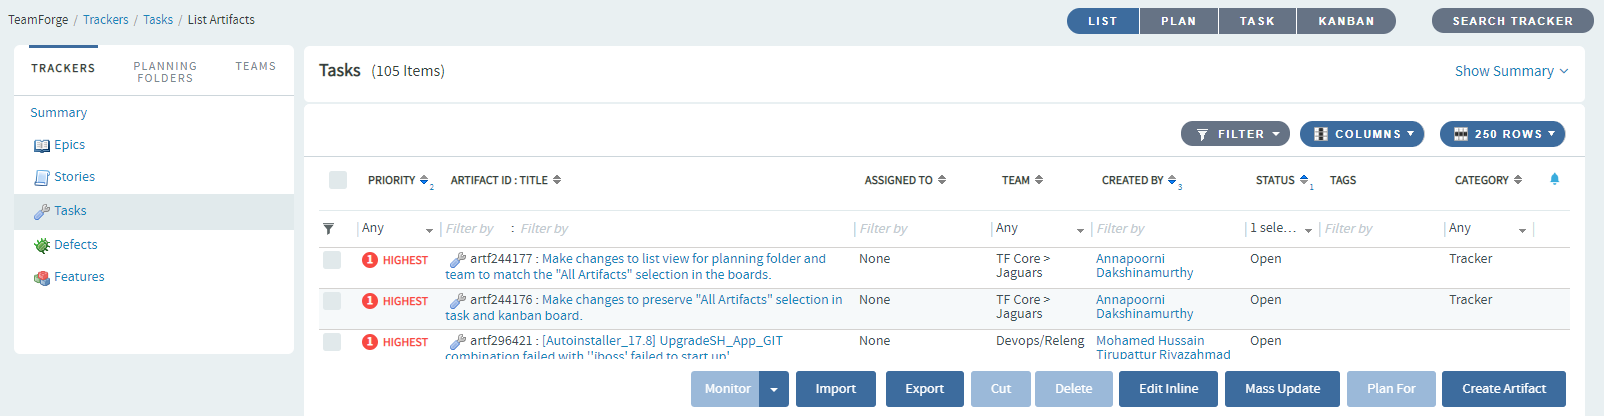 TeamForge / Trackers / Tasks / List Artifacts
LIST PLAN TASK KANBAN SEARCH TRACKER
TRACKERS PLANNING FOLDERS TEAMS
Summary
Epics
Stories
Tasks
Defects
Features
Tasks (105 Items) Show Summary
FILTER COLUMNS 250 ROWS
PRIORITY 2 ARTIFACT ID : TITLE ASSIGNED TO TEAM CREATED BY 3 STATUS 1 TAGS CATEGORY
Any Filter by : Filter by Filter by Any Filter by 1 sele... Filter by Any
1 HIGHEST artf244177 : Make changes to list view for planning folder and None TF Core > Annapoorni Open Tracker
team to match the "All Artifacts" selection in the boards. Jaguars Dakshinamurthy
1 HIGHEST artf244176 : Make changes to preserve "All Artifacts" selection in None TF Core > Annapoorni Open Tracker
task and kanban board. Jaguars Dakshinamurthy
1 HIGHEST artf296421 : [Autoinstaller_17.8] UpgradeSH_App_GIT None Devops/Releng Mohamed Hussain Open
combination failed with "jboss' failed to start up' Tirupattur Riyazahmad
Monitor Import Export Cut Delete Edit Inline Mass Update Plan For Create Artifact